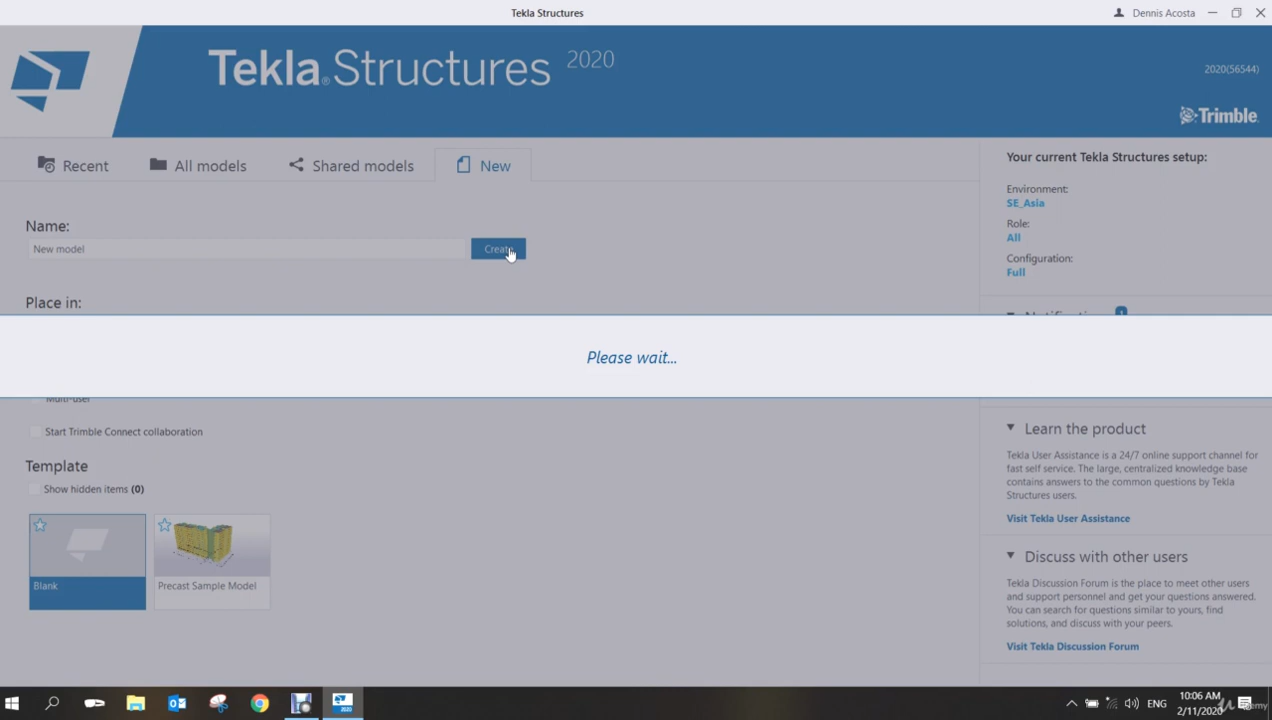 Tekla Structures
Dennis Acosta
Tekla® Structures 2020
2020(56544)
Trimble.
Recent
All models
Shared models
New
Your current Tekla Structures setup:
Environment:
SE_Asia
Role:
All
Configuration:
Full
Name:
New model
Create
Place in:
Please wait...
Multi-user
Start Trimble Connect collaboration
Template
Show hidden items (0)
Blank
Precast Sample Model
Learn the product
Tekla User Assistance is a 24/7 online support channel for
fast self service. The large, centralized knowledge base
contains answers to the common questions by Tekla
Structures users.
Visit Tekla User Assistance
Discuss with other users
Tekla Discussion Forum is the place to meet other users
and support personnel and get your questions answered.
You can search for questions similar to yours, find
solutions, and discuss with your peers.
Visit Tekla Discussion Forum
2020
ENG
10:06 AM
2/11/2020